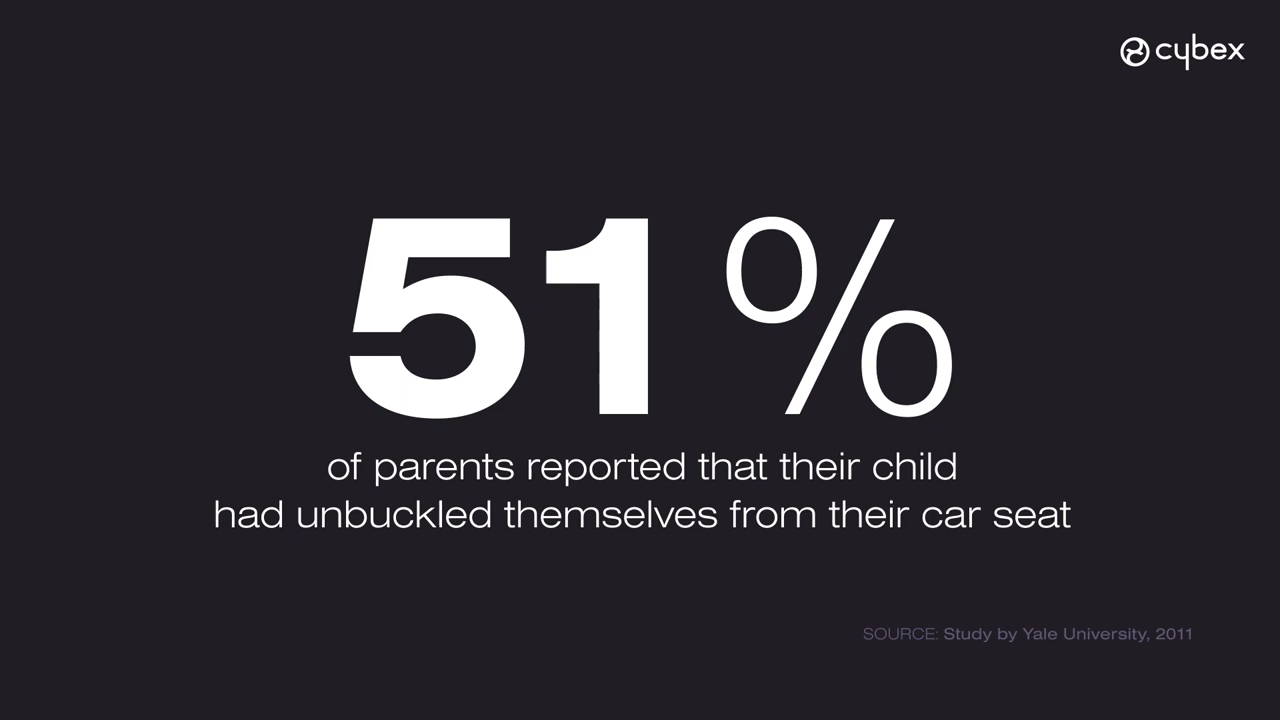 cybex
51%
of parents reported that their child
had unbuckled themselves from their car seat
SOURCE: Study by Yale University, 2011